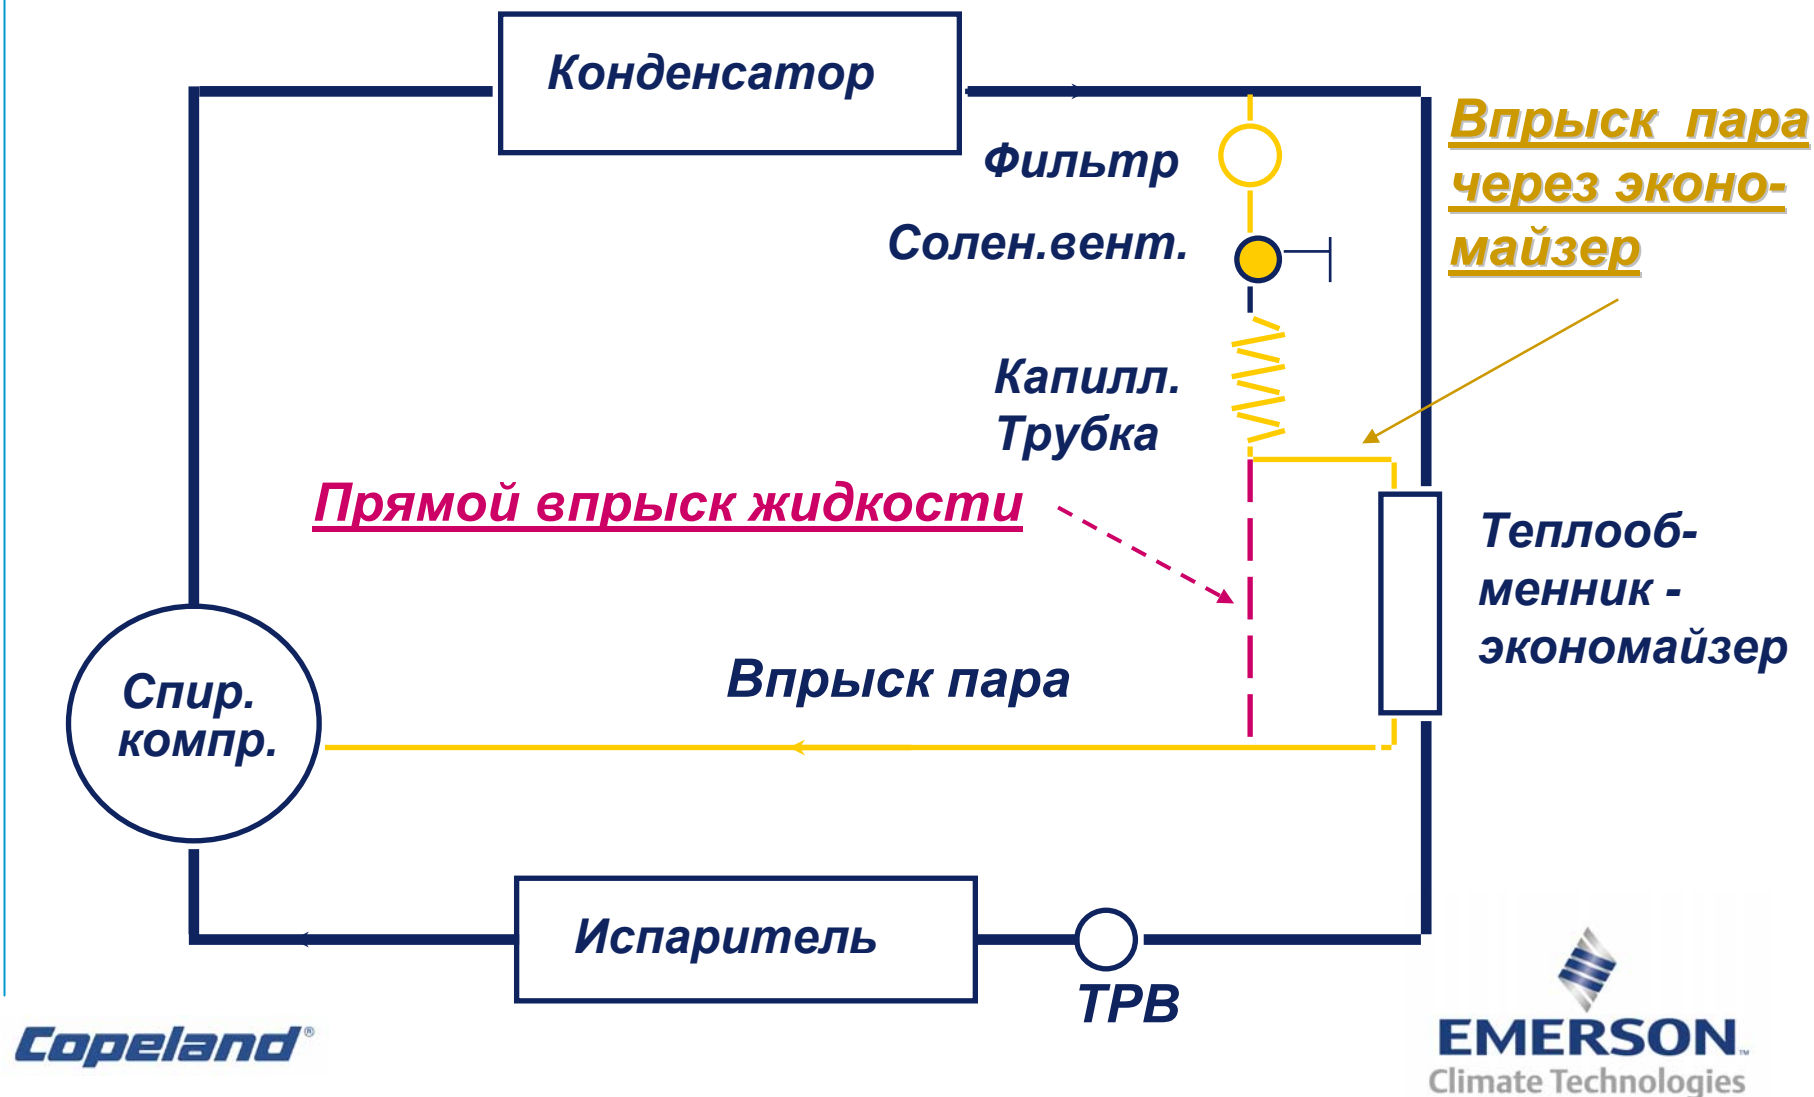 Конденсатор
Впрыск пара
через эконо-
майзер
Фильтр
Солен.вент.
Капилл.
Трубка
Прямой впрыск жидкости
Теплооб-
менник -
экономайзер
Впрыск пара
Спир.
компр.
Испаритель
ТРВ
Copeland®
EMERSON™
Climate Technologies